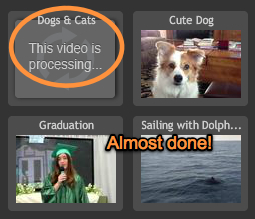 Dogs & Cats
This video is
processing...
Cute Dog
Graduation
Sailing with Dolph...
Almost done!